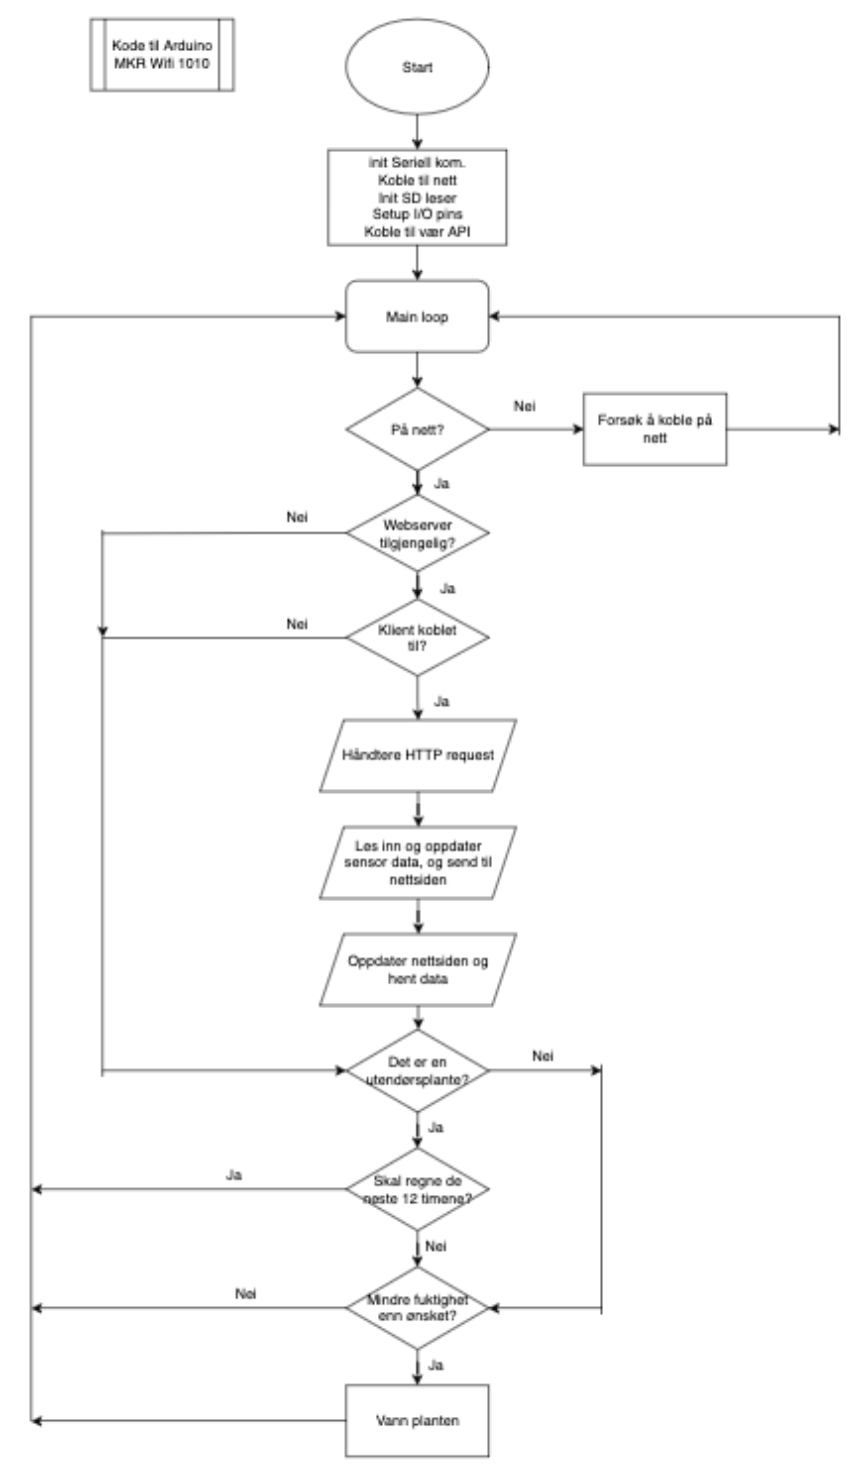 Kode til Arduino
MKR Wifi 1010
Start
init Seriell kom.
Koble til nett
Init SD leser
Setup I/O pins
Koble til vær API
Main loop
På nett?
Nei
Forsøk å koble på
nett
Ja
Webserver
tilgjengelig?
Nei
Ja
Klient koblet
til?
Nei
Ja
Håndtere HTTP request
Les inn og oppdater
sensor data, og send til
nettsiden
Oppdater nettsiden og
hent data
Det er en
utendørsplante?
Nei
Ja
Skal regne de
neste 12 timene?
Ja
Nei
Mindre fuktighet
enn ønsket?
Nei
Ja
Vann planten